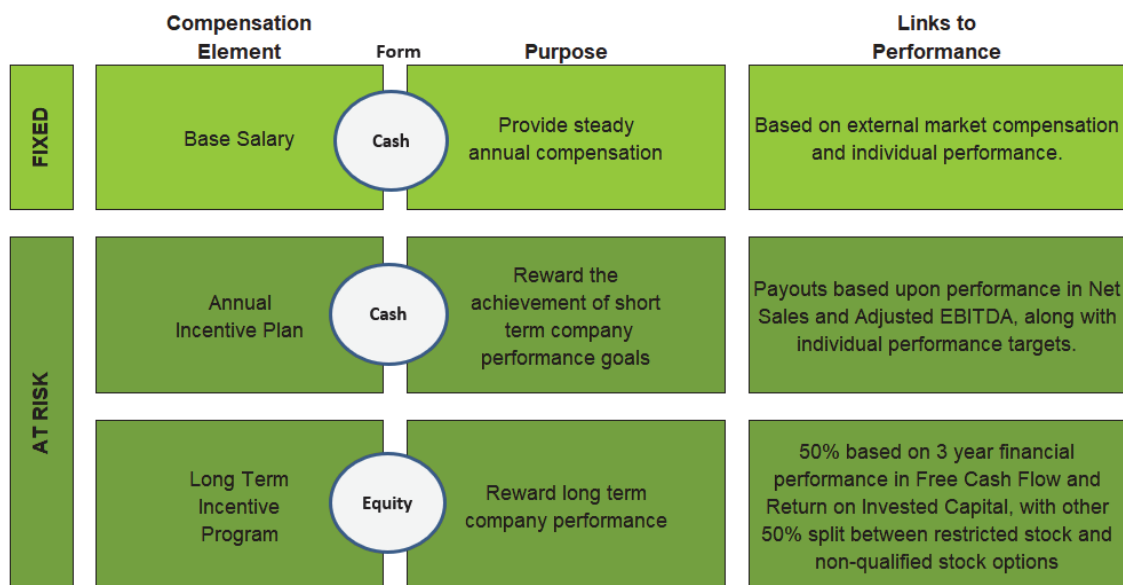 Compensation
Element
Form
Purpose
Links to
Performance
FIXED
Base Salary
Cash
Provide steady
annual compensation
Based on external market compensation
and individual performance.
AT RISK
Annual
Incentive Plan
Cash
Reward the
achievement of short
term company
performance goals
Payouts based upon performance in Net
Sales and Adjusted EBITDA, along with
individual performance targets.
Long Term
Incentive
Program
Equity
Reward long term
company performance
50% based on 3 year financial
performance in Free Cash Flow and
Return on Invested Capital, with other
50% split between restricted stock and
non-qualified stock options